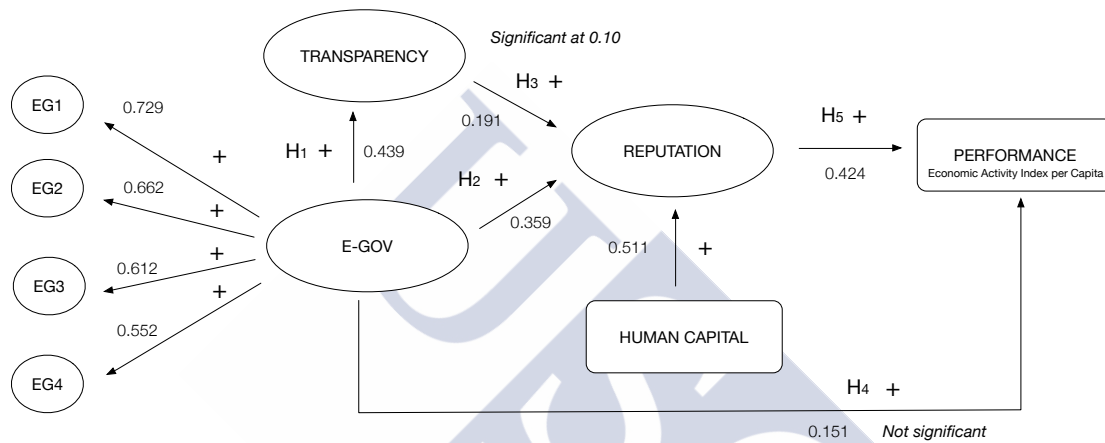 TRANSPARENCY
Significant at 0.10
EG1
0.729
+
H1 +
0.439
H3 +
0.191
REPUTATION
H5 +
0.424
PERFORMANCE
Economic Activity Index per Capita
EG2
0.662
+
H2 +
0.359
E-GOV
EG3
0.612
+
+
0.511
+
0.552
HUMAN CAPITAL
EG4
H4 +
0.151
Not significant